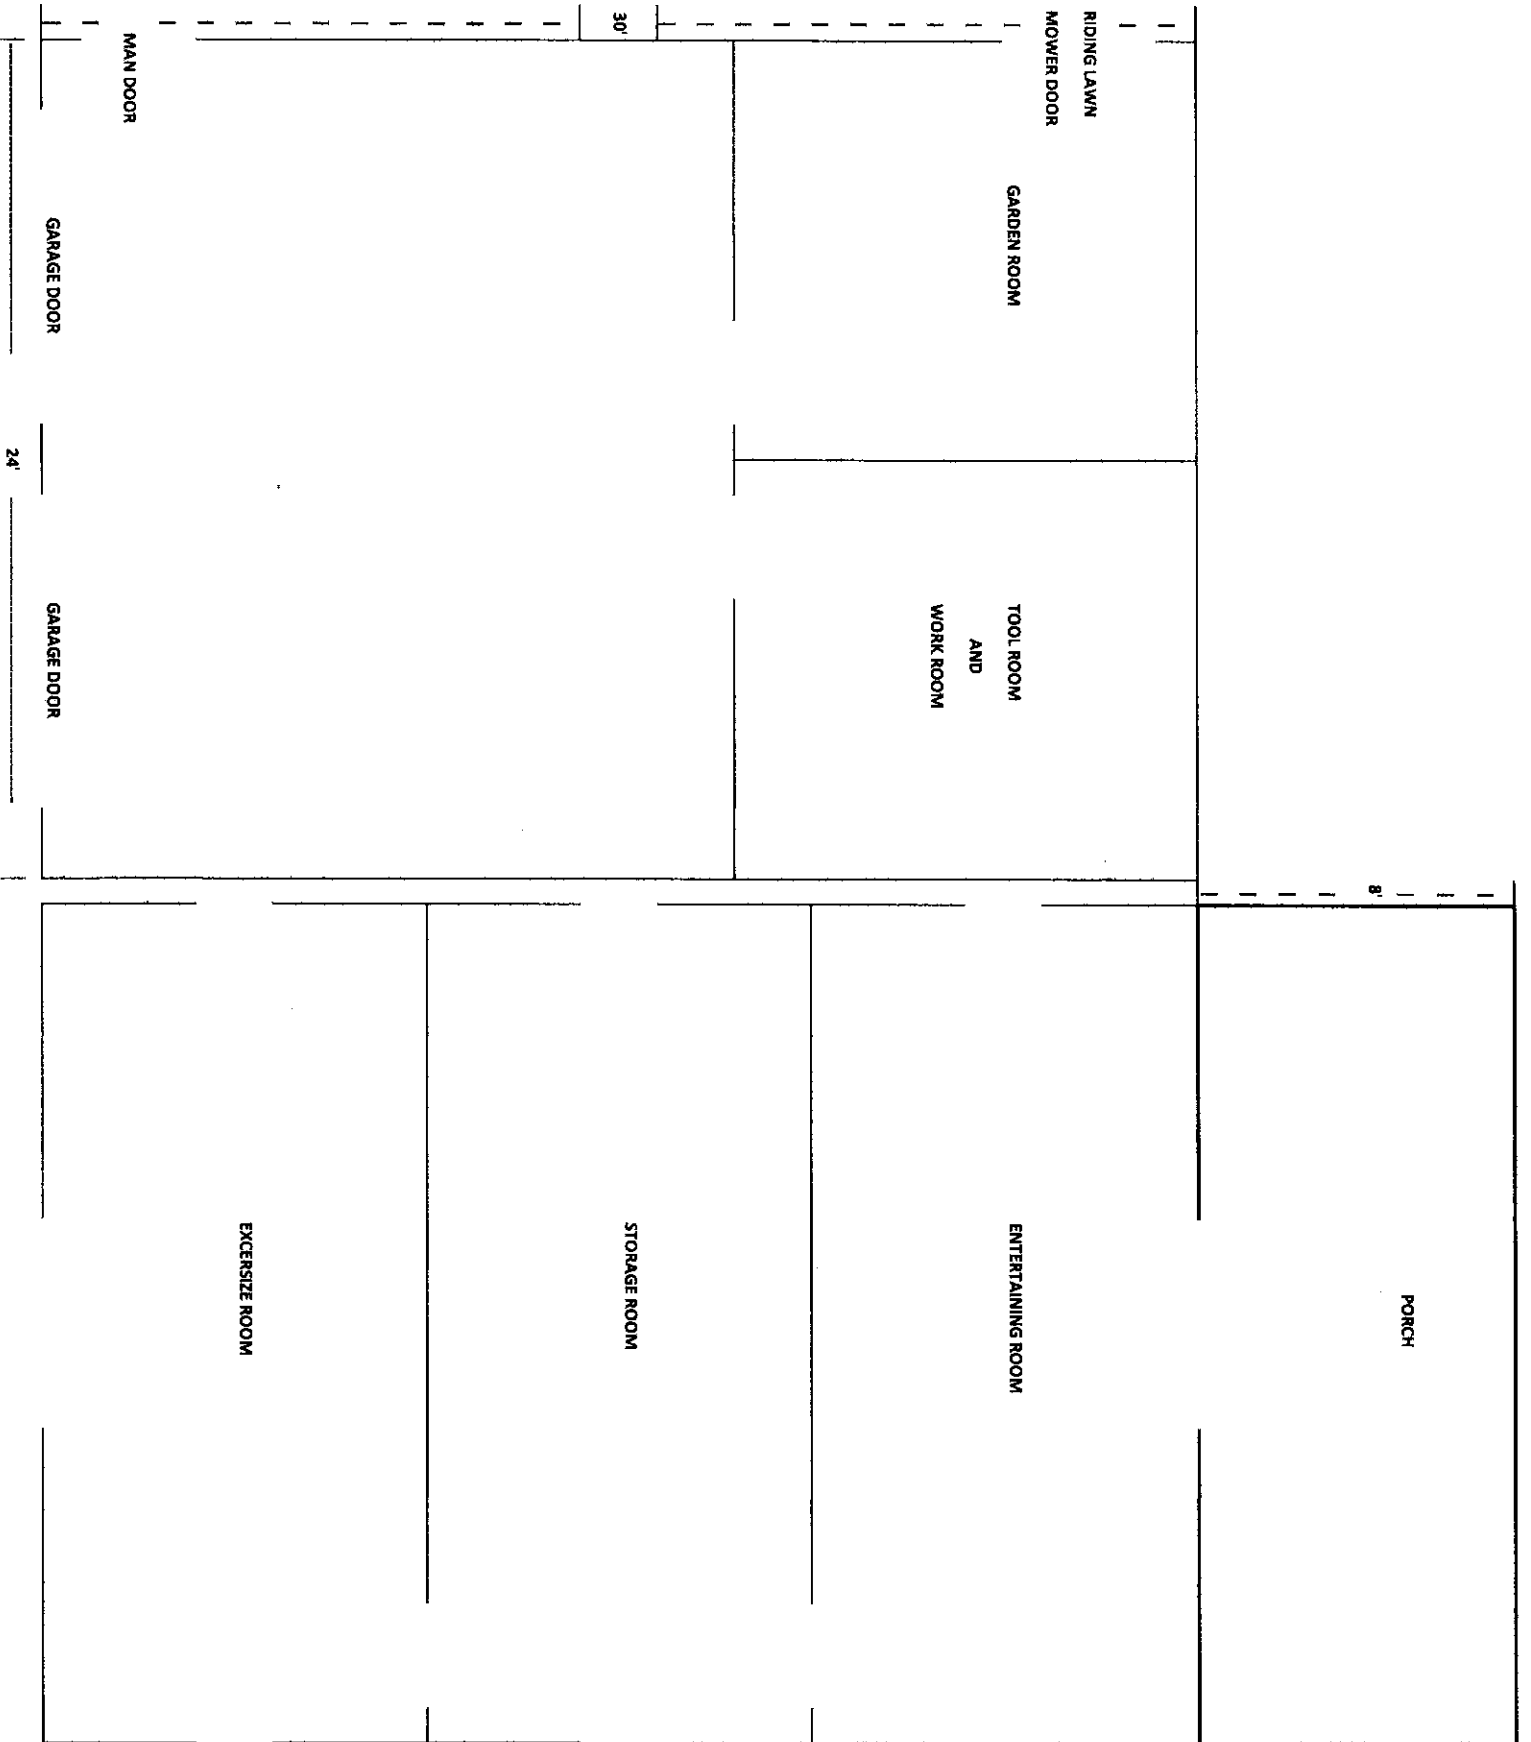 RIDING LAWN
MOWER DOOR
30'
MAN DOOR
GARDEN ROOM
GARAGE DOOR
24'
TOOL ROOM
AND
WORK ROOM
GARAGE DOOR
8'
PORCH
ENTERTAINING ROOM
STORAGE ROOM
EXCERSIZE ROOM